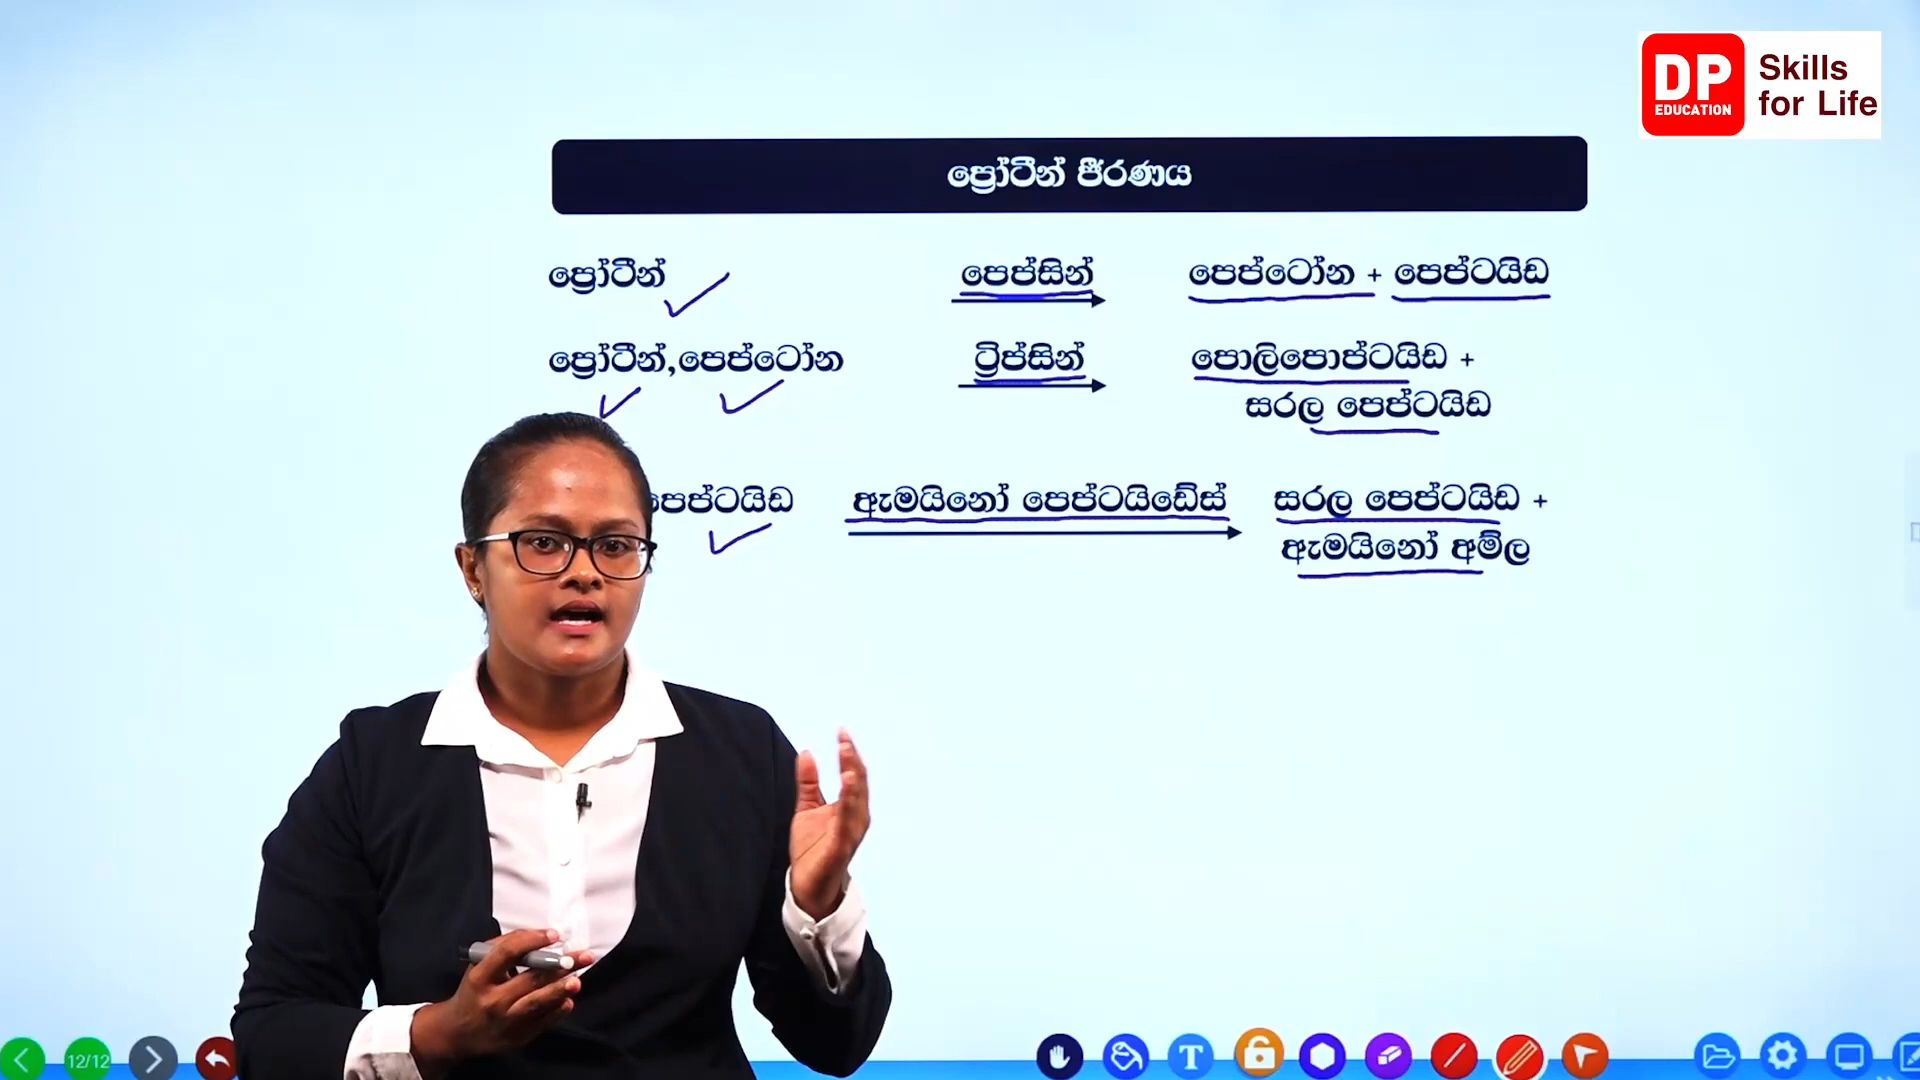 DP
EDUCATION
Skills
for Life
ප්‍රෝටීන් ජීරණය
ප්‍රෝටීන් පෙප්සින් පෙප්ටෝන + පෙප්ටයිඩ
ප්‍රෝටීන්,පෙප්ටෝන ට්‍රිප්සින් පොලිපොප්ටයිඩ +
සරල පෙප්ටයිඩ
පෙප්ටයිඩ ඇමයිනෝ පෙප්ටයිඩේස් සරල පෙප්ටයිඩ +
ඇමයිනෝ අම්ල
12/12
T